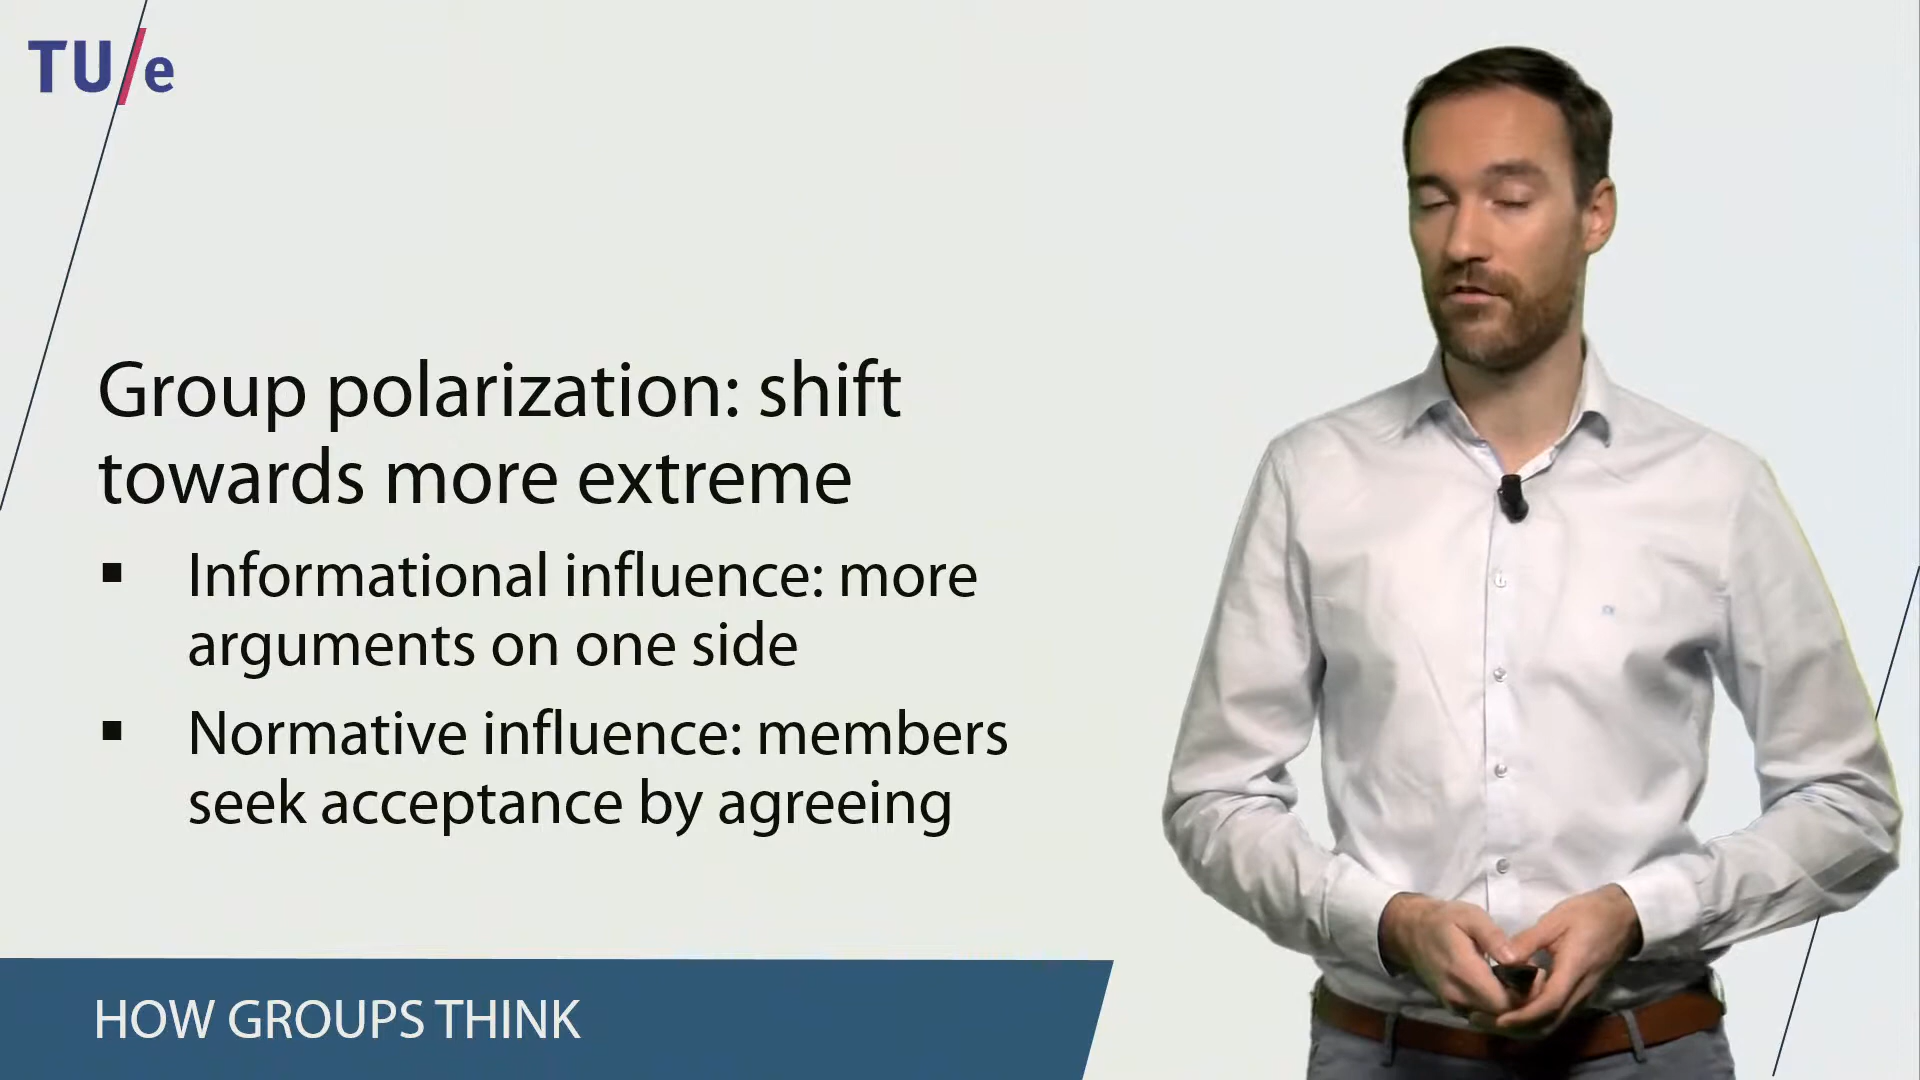 TU/e
Group polarization: shift
towards more extreme
▪ Informational influence: more
arguments on one side
▪ Normative influence: members
seek acceptance by agreeing
HOW GROUPS THINK